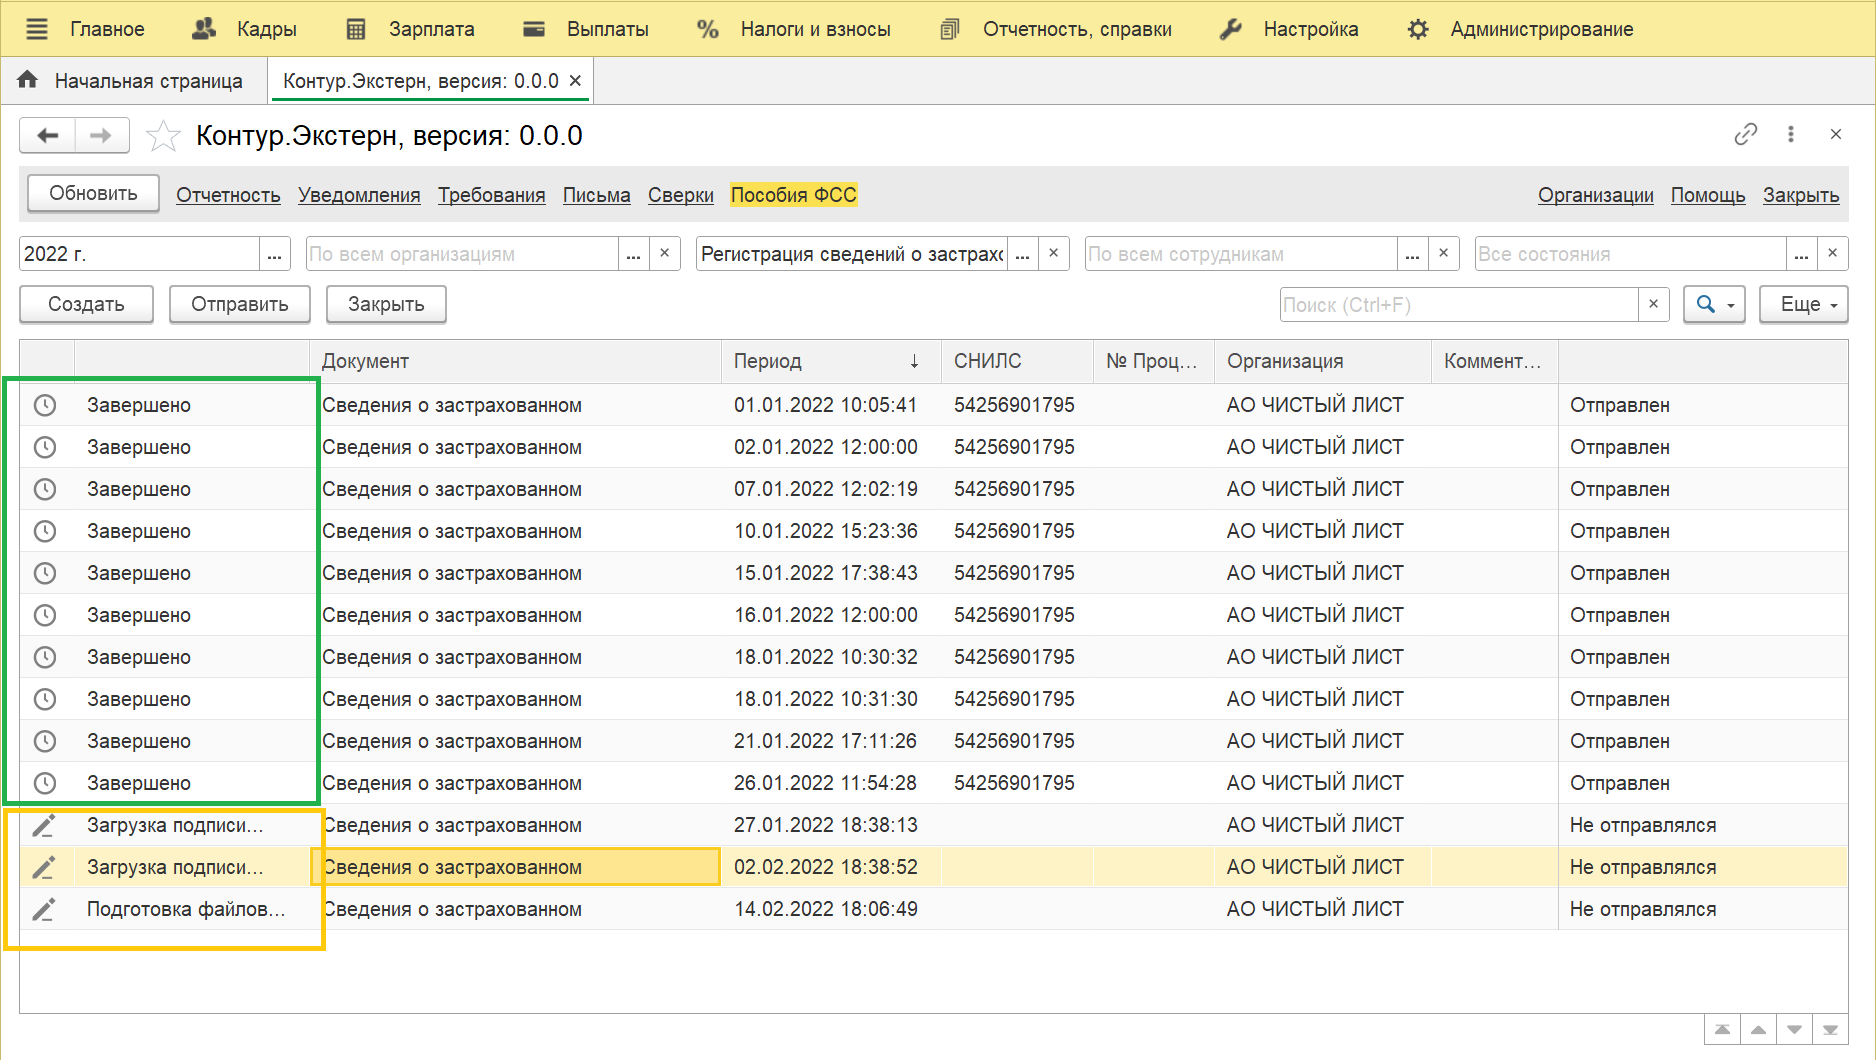 Главное Кадры Зарплата Выплаты Налоги и взносы Отчетность, справки Настройка Администрирование
Начальная страница Контур.Экстерн, версия: 0.0.0 ×
Контур.Экстерн, версия: 0.0.0
Обновить Отчетность Уведомления Требования Письма Сверки Пособия ФСС Организации Помощь Закрыть
2022 г. ... По всем организациям ... × Регистрация сведений о застрахо ... × По всем сотрудникам ... × Все состояния ... ×
Создать Отправить Закрыть Поиск (Ctrl+F) × Еще
Документ Период ↓ СНИЛС № Проц... Организация Коммент...
Завершено Сведения о застрахованном 01.01.2022 10:05:41 54256901795 АО ЧИСТЫЙ ЛИСТ Отправлен
Завершено Сведения о застрахованном 02.01.2022 12:00:00 54256901795 АО ЧИСТЫЙ ЛИСТ Отправлен
Завершено Сведения о застрахованном 07.01.2022 12:02:19 54256901795 АО ЧИСТЫЙ ЛИСТ Отправлен
Завершено Сведения о застрахованном 10.01.2022 15:23:36 54256901795 АО ЧИСТЫЙ ЛИСТ Отправлен
Завершено Сведения о застрахованном 15.01.2022 17:38:43 54256901795 АО ЧИСТЫЙ ЛИСТ Отправлен
Завершено Сведения о застрахованном 16.01.2022 12:00:00 54256901795 АО ЧИСТЫЙ ЛИСТ Отправлен
Завершено Сведения о застрахованном 18.01.2022 10:30:32 54256901795 АО ЧИСТЫЙ ЛИСТ Отправлен
Завершено Сведения о застрахованном 18.01.2022 10:31:30 54256901795 АО ЧИСТЫЙ ЛИСТ Отправлен
Завершено Сведения о застрахованном 21.01.2022 17:11:26 54256901795 АО ЧИСТЫЙ ЛИСТ Отправлен
Завершено Сведения о застрахованном 26.01.2022 11:54:28 54256901795 АО ЧИСТЫЙ ЛИСТ Отправлен
Загрузка подписи... Сведения о застрахованном 27.01.2022 18:38:13 АО ЧИСТЫЙ ЛИСТ Не отправлялся
Загрузка подписи... Сведения о застрахованном 02.02.2022 18:38:52 АО ЧИСТЫЙ ЛИСТ Не отправлялся
Подготовка файлов... Сведения о застрахованном 14.02.2022 18:06:49 АО ЧИСТЫЙ ЛИСТ Не отправлялся